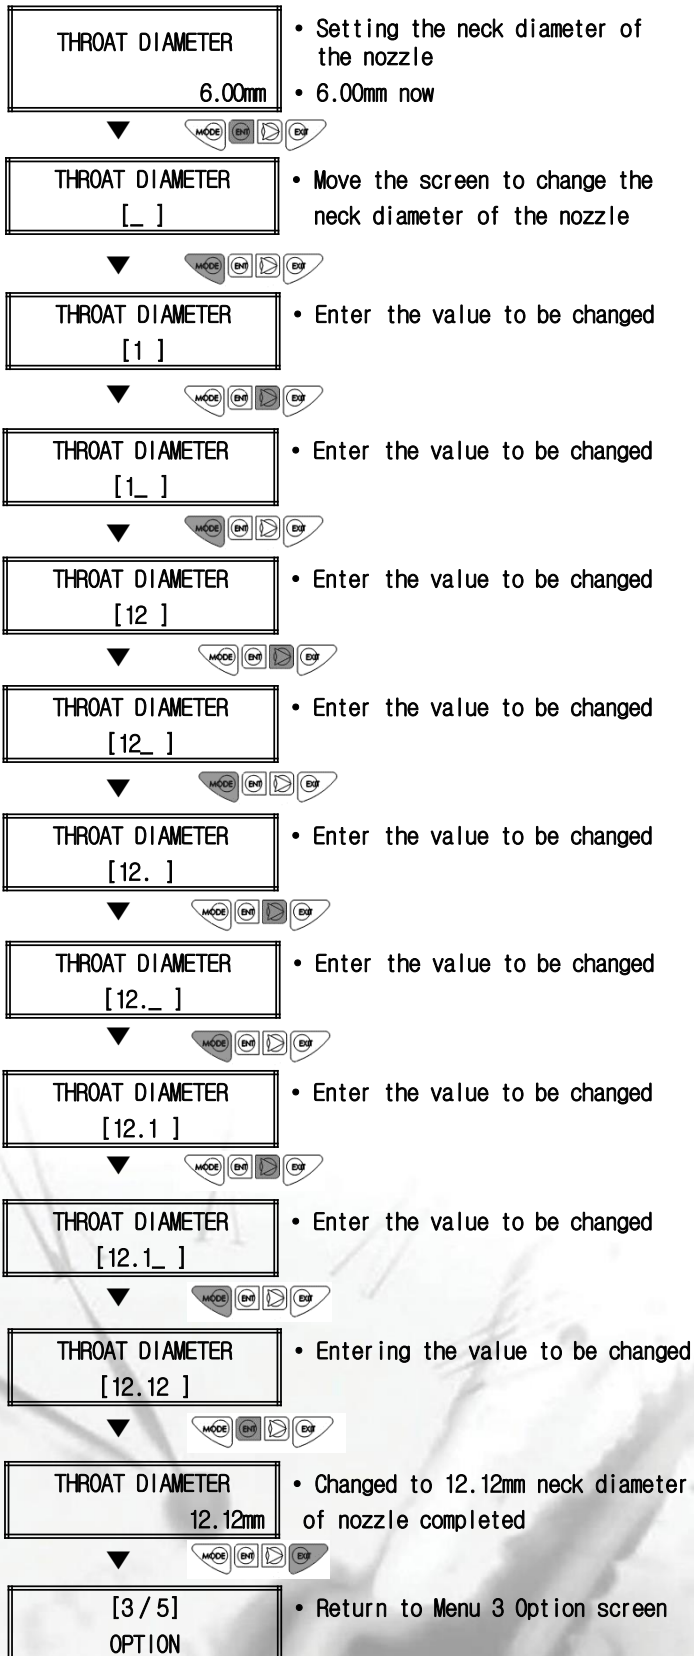 THROAT DIAMETER
6.00mm
• Setting the neck diameter of
the nozzle
• 6.00mm now
▼ MODE ENT EXIT
THROAT DIAMETER
[_ ]
• Move the screen to change the
neck diameter of the nozzle
▼ MODE ENT EXIT
THROAT DIAMETER
[1 ]
• Enter the value to be changed
▼ MODE ENT EXIT
THROAT DIAMETER
[1_ ]
• Enter the value to be changed
▼ MODE ENT EXIT
THROAT DIAMETER
[12 ]
• Enter the value to be changed
▼ MODE ENT EXIT
THROAT DIAMETER
[12_ ]
• Enter the value to be changed
▼ MODE ENT EXIT
THROAT DIAMETER
[12. ]
• Enter the value to be changed
▼ MODE ENT EXIT
THROAT DIAMETER
[12._ ]
• Enter the value to be changed
▼ MODE ENT EXIT
THROAT DIAMETER
[12.1 ]
• Enter the value to be changed
▼ MODE ENT EXIT
THROAT DIAMETER
[12.1_ ]
• Enter the value to be changed
▼ MODE ENT EXIT
THROAT DIAMETER
[12.12 ]
• Entering the value to be changed
▼ MODE ENT EXIT
THROAT DIAMETER
12.12mm
• Changed to 12.12mm neck diameter
of nozzle completed
▼ MODE ENT EXIT
[3/5]
OPTION
• Return to Menu 3 Option screen